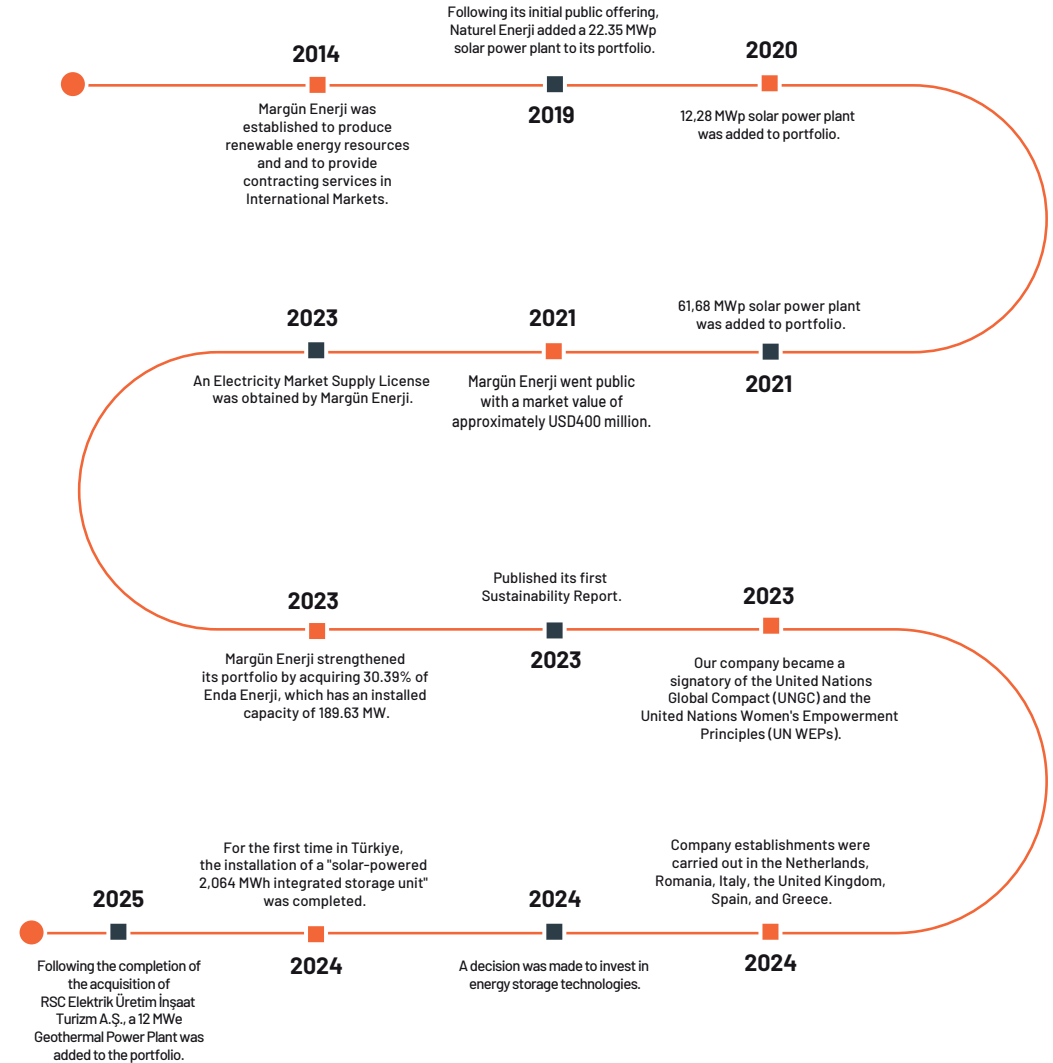 2014
Margün Enerji was
established to produce
renewable energy resources
and and to provide
contracting services in
International Markets.
Following its initial public offering,
Naturel Enerji added a 22.35 MWp
solar power plant to its portfolio.
2019
2020
12,28 MWp solar power plant
was added to portfolio.
61,68 MWp solar power plant
was added to portfolio.
2021
2021
Margün Enerji went public
with a market value of
approximately USD400 million.
2023
An Electricity Market Supply License
was obtained by Margün Enerji.
2023
Margün Enerji strengthened
its portfolio by acquiring 30.39% of
Enda Enerji, which has an installed
capacity of 189.63 MW.
Published its first
Sustainability Report.
2023
2023
Our company became a
signatory of the United Nations
Global Compact (UNGC) and the
United Nations Women's Empowerment
Principles (UN WEPs).
Company establishments were
carried out in the Netherlands,
Romania, Italy, the United Kingdom,
Spain, and Greece.
2024
2024
A decision was made to invest in
energy storage technologies.
For the first time in Türkiye,
the installation of a "solar-powered
2,064 MWh integrated storage unit"
was completed.
2024
2025
Following the completion of
the acquisition of
RSC Elektrik Üretim İnşaat
Turizm A.Ş., a 12 MWe
Geothermal Power Plant was
added to the portfolio.